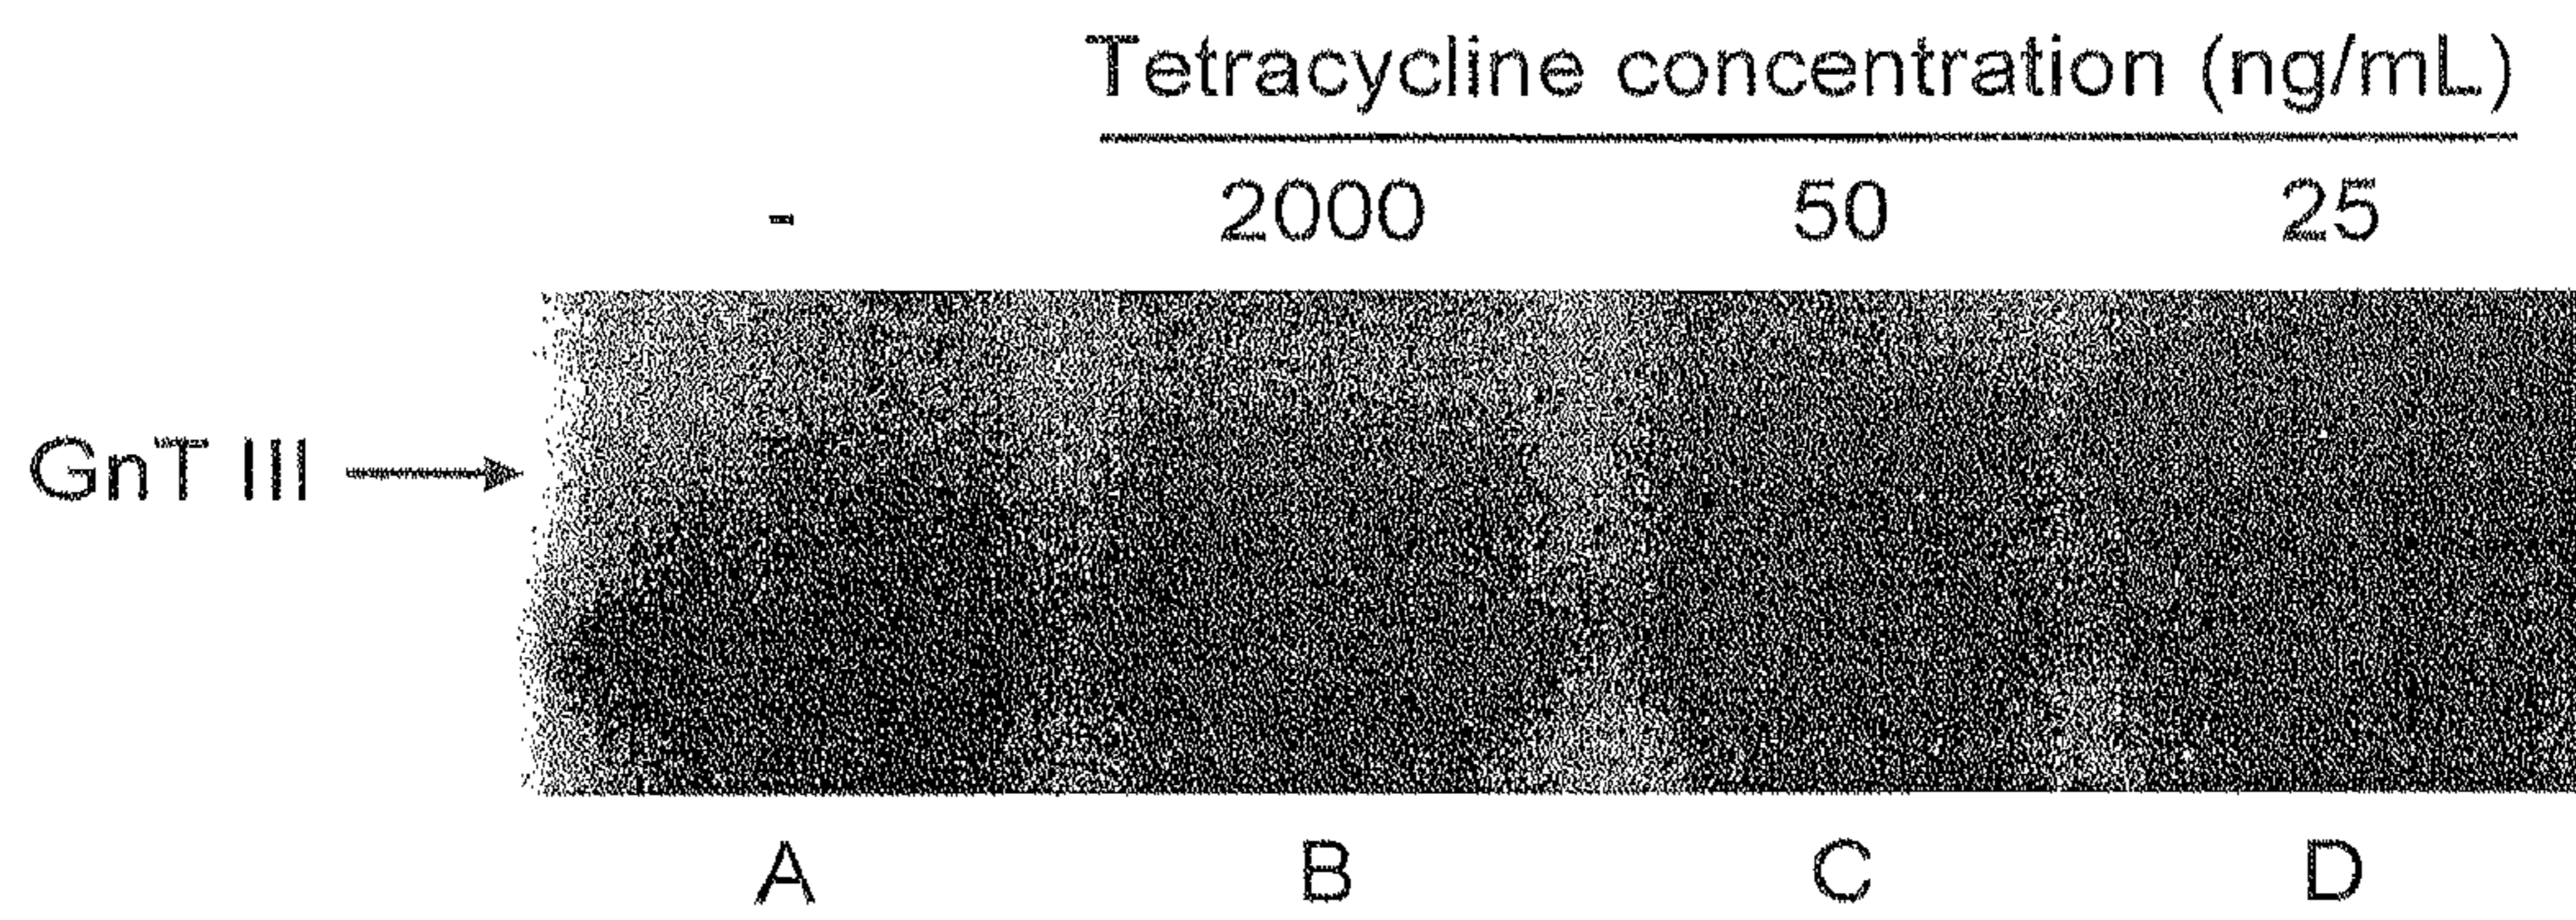 Tetracycline concentration (ng/mL)
- 2000 50 25
GnT III
A B C D